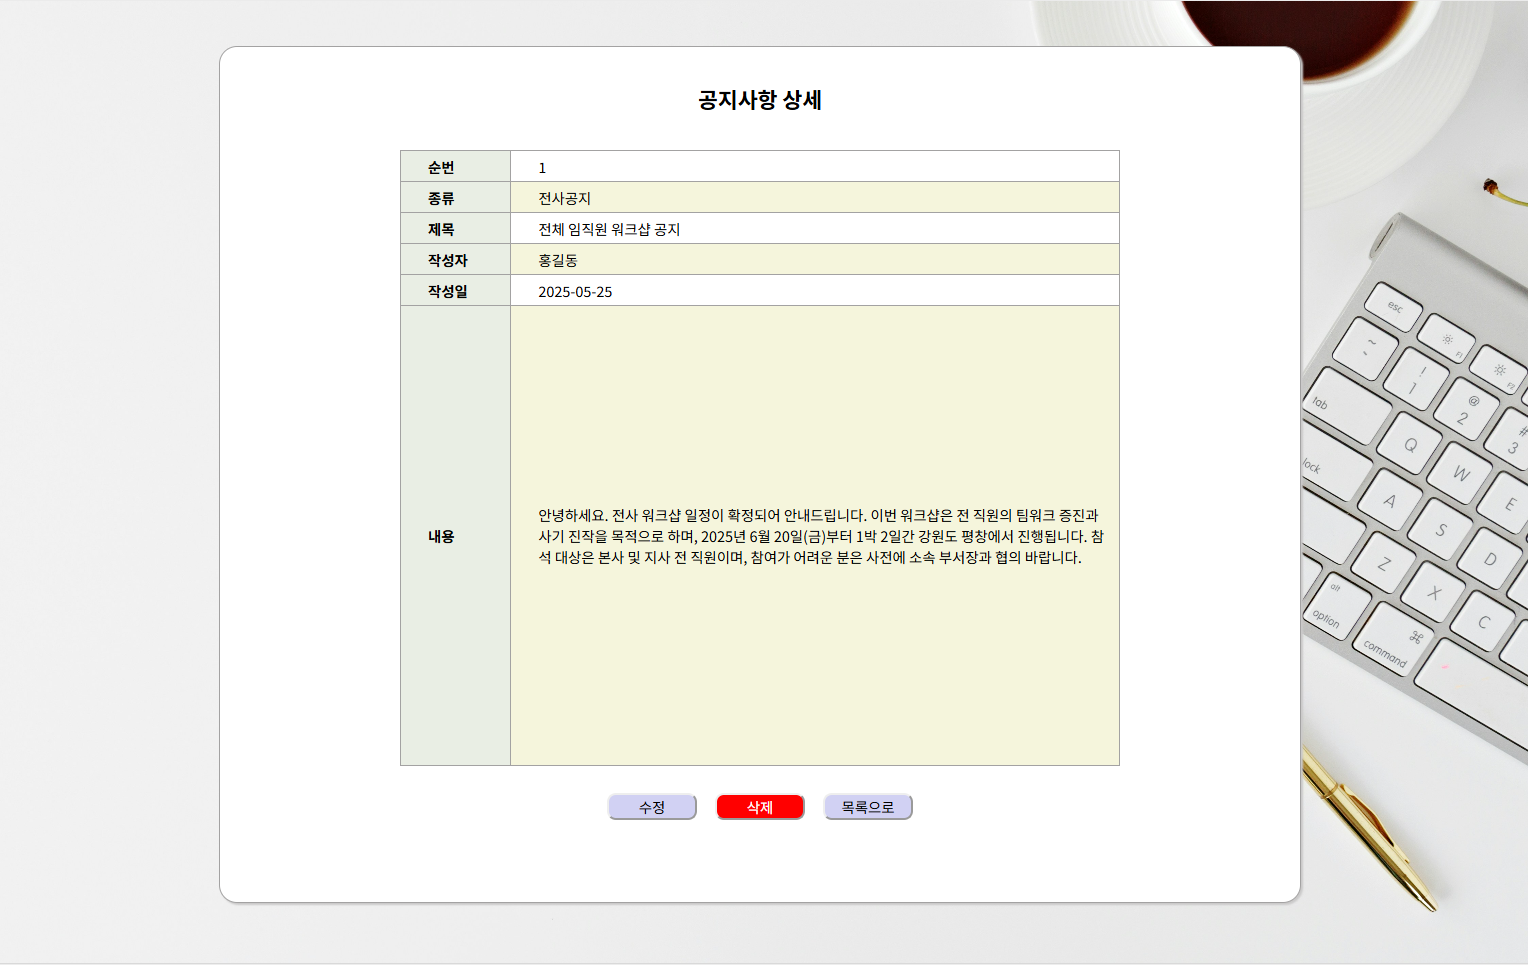 공지사항 상세
순번 1
종류 전사공지
제목 전체 임직원 워크샵 공지
작성자 홍길동
작성일 2025-05-25
내용 안녕하세요. 전사 워크샵 일정이 확정되어 안내드립니다. 이번 워크샵은 전 직원의 팀워크 증진과
사기 진작을 목적으로 하며, 2025년 6월 20일(금)부터 1박 2일간 강원도 평창에서 진행됩니다. 참
석 대상은 본사 및 지사 전 직원이며, 참여가 어려운 분은 사전에 소속 부서장과 협의 바랍니다.
수정 삭제 목록으로
esc
F1
F2
~
!
1
@
2
#
3
tab
Q
W
E
lock
A
S
D
Z
X
C
alt
option
⌘
command